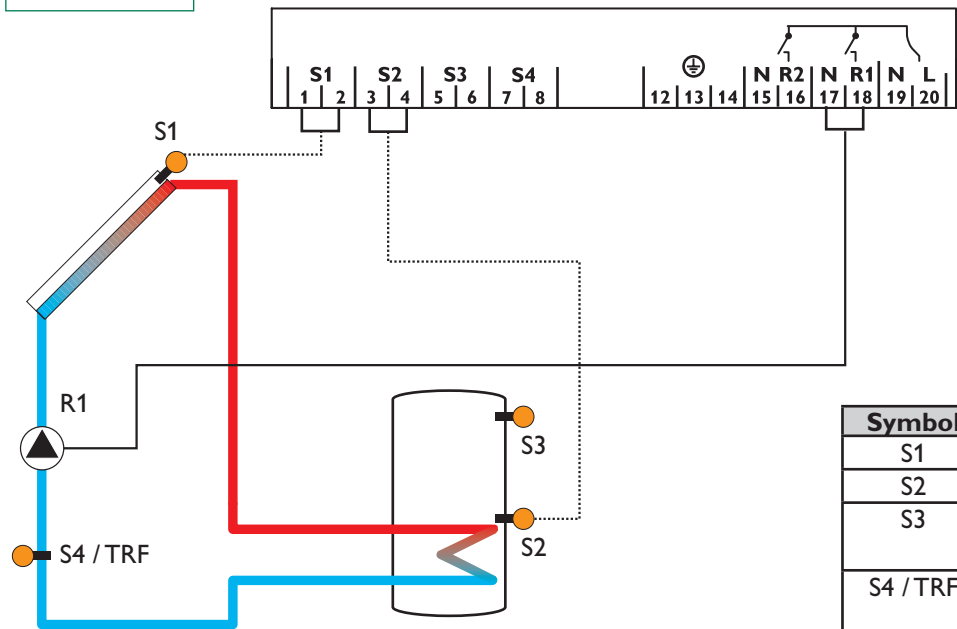 S1 S2 S3 S4
N R2 N R1 N L
1 2 3 4 5 6 7 8 12 13 14 15 16 17 18 19 20
S1
R1
S3
S2
S4 / TRF
Symbol
S1
S2
S3
S4 / TRF